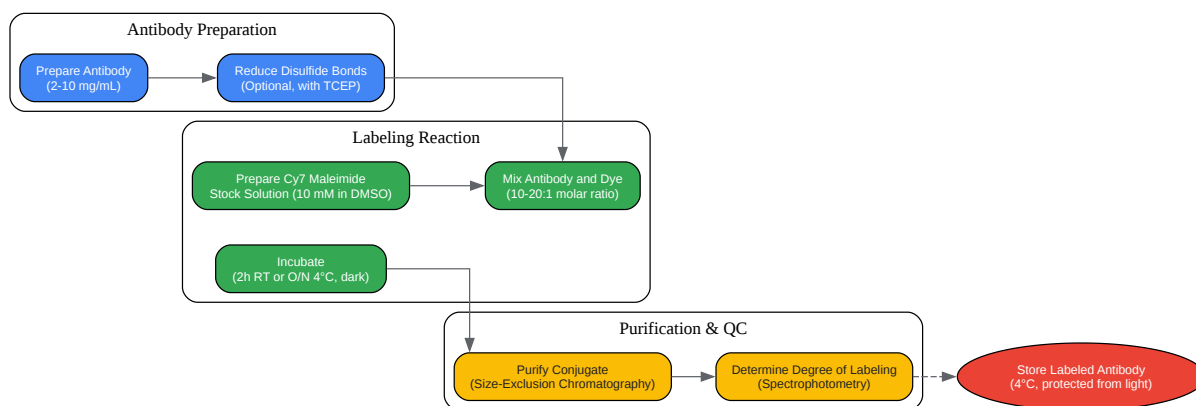 Antibody Preparation
Prepare Antibody
(2-10 mg/mL)
Reduce Disulfide Bonds
(Optional, with TCEP)
Labeling Reaction
Prepare Cy7 Maleimide
Stock Solution (10 mM in DMSO)
Mix Antibody and Dye
(10-20:1 molar ratio)
Incubate
(2h RT or O/N 4°C, dark)
Purification & QC
Purify Conjugate
(Size-Exclusion Chromatography)
Determine Degree of Labeling
(Spectrophotometry)
Store Labeled Antibody
(4°C, protected from light)